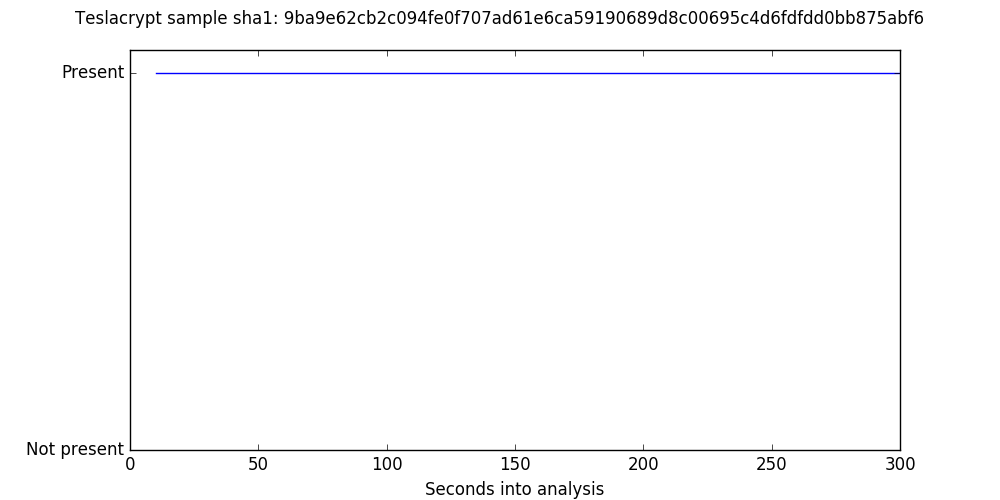 Teslacrypt sample sha1: 9ba9e62cb2c094fe0f707ad61e6ca59190689d8c00695c4d6fdfdd0bb875abf6
Present
Not present
0 50 100 150 200 250 300
Seconds into analysis